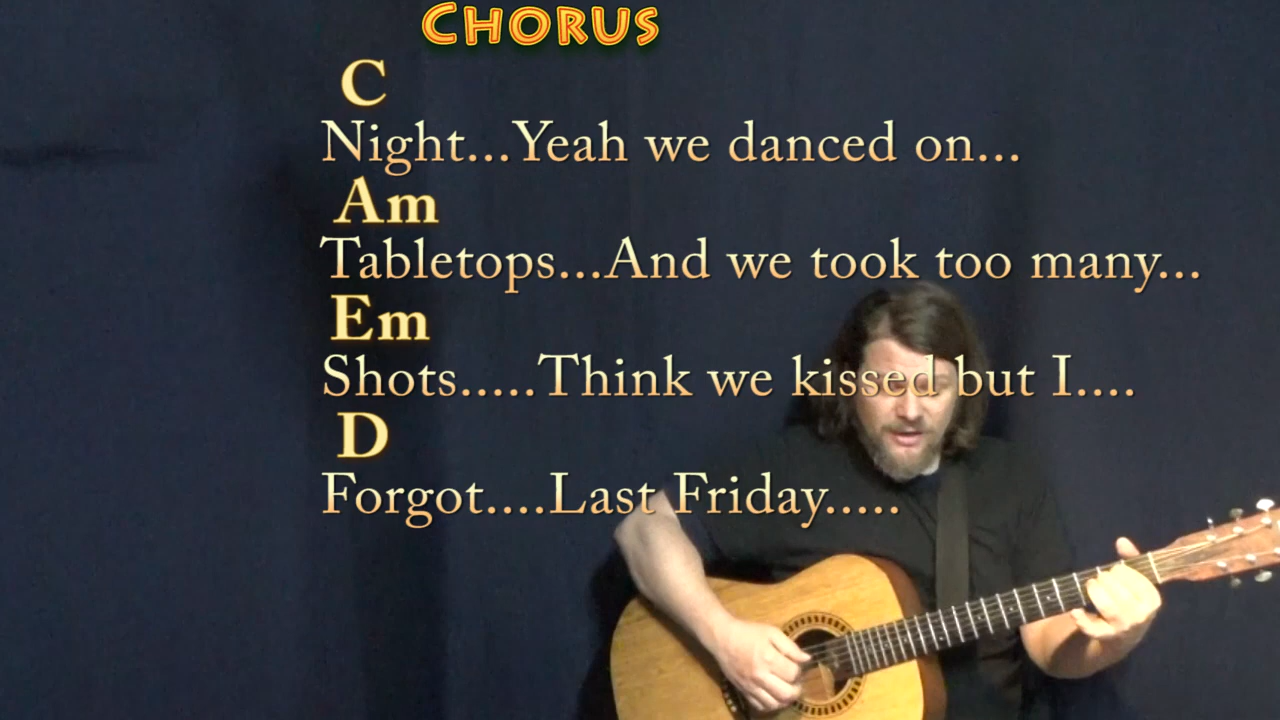 CHORUS
C
Night...Yeah we danced on...
Am
Tabletops...And we took too many...
Em
Shots.....Think we kissed but I....
D
Forgot....Last Friday.....